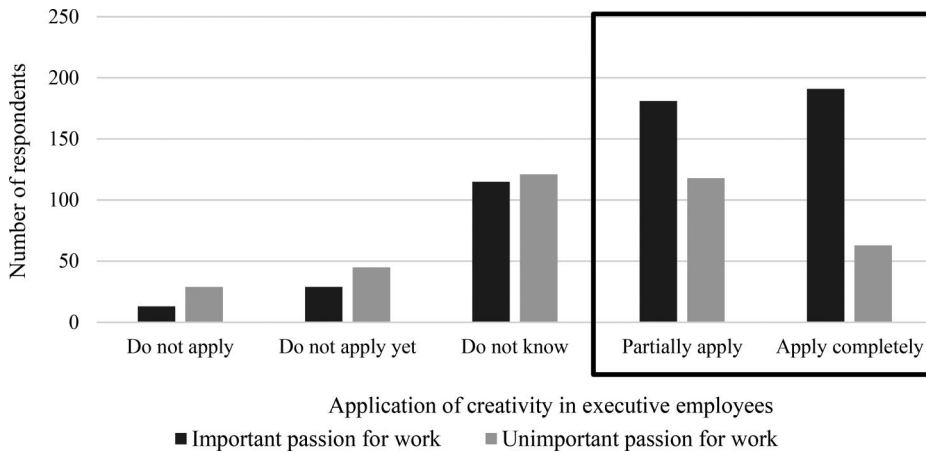 250
200
150
100
50
0
Number of respondents
Do not apply
Do not apply yet
Do not know
Partially apply
Apply completely
Application of creativity in executive employees
Important passion for work
Unimportant passion for work